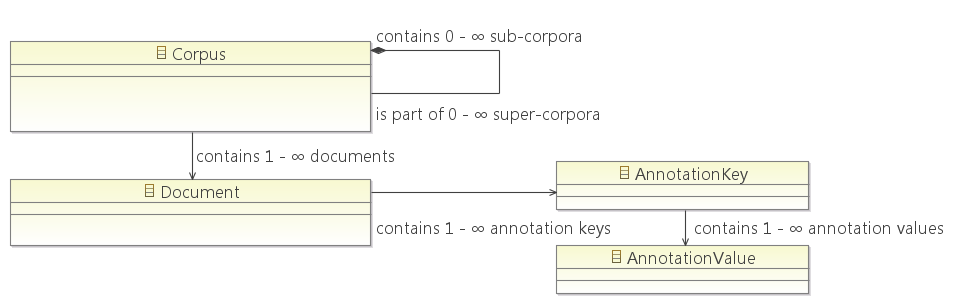 contains 0 - ∞ sub-corpora
Corpus
is part of 0 - ∞ super-corpora
contains 1 - ∞ documents
AnnotationKey
Document
contains 1 - ∞ annotation keys
contains 1 - ∞ annotation values
AnnotationValue